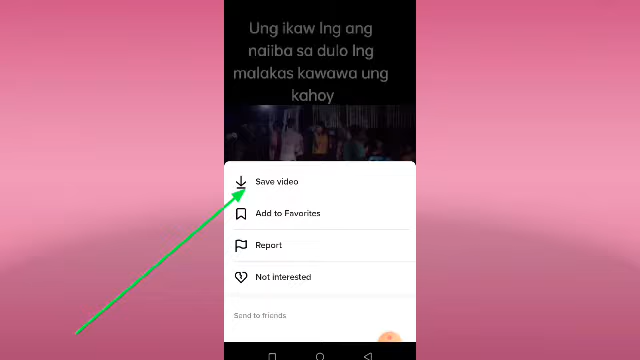 Ung ikaw lng ang
naiiba sa dulo lng
malakas kawawa ung
kahoy
Save video
Add to Favorites
Report
Not interested
Send to friends